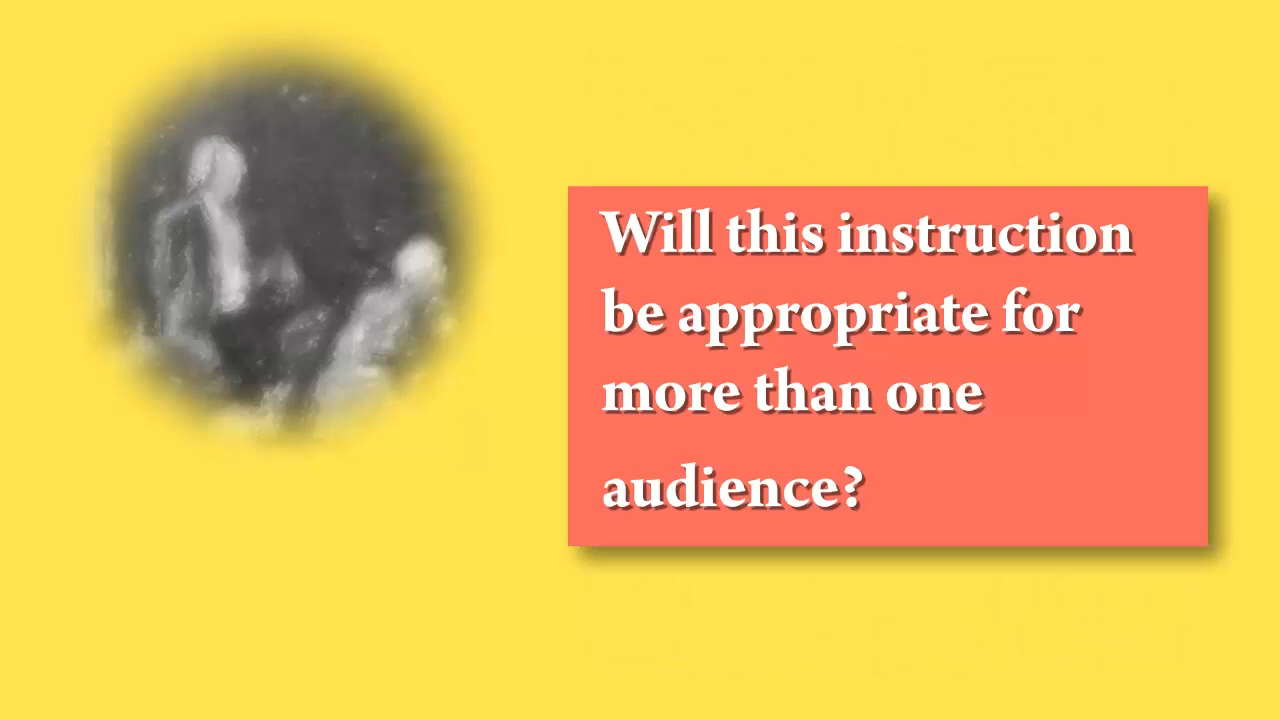 Will this instruction
be appropriate for
more than one
audience?